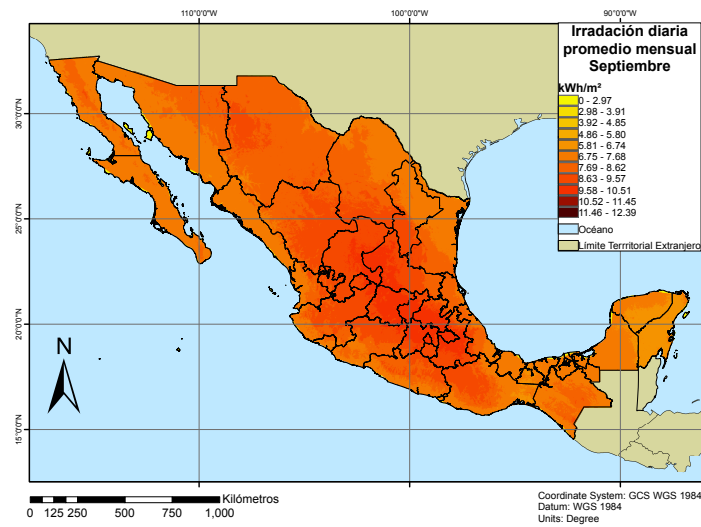 110°0'0"W
100°0'0"W
90°0'0"W
Irradación diaria
promedio mensual
Septiembre
kWh/m²
0 - 2.97
2.98 - 3.91
3.92 - 4.85
4.86 - 5.80
5.81 - 6.74
6.75 - 7.68
7.69 - 8.62
8.63 - 9.57
9.58 - 10.51
10.52 - 11.45
11.46 - 12.39
Océano
Límite Terrritorial Extranjero
30°0'0"N
25°0'0"N
20°0'0"N
15°0'0"N
N
Kilómetros
0 125 250 500 750 1,000
Coordinate System: GCS WGS 1984
Datum: WGS 1984
Units: Degree